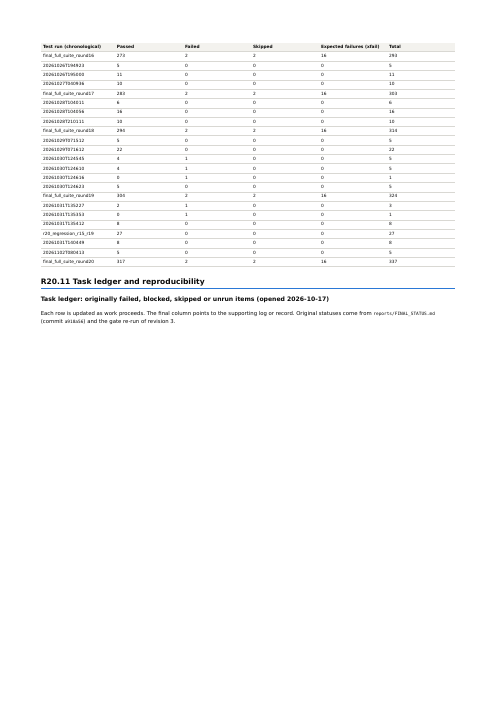 Test run (chronological) Passed Failed Skipped Expected failures (xfail) Total
final_full_suite_round16 273 2 2 16 293
20261026T194923 5 0 0 0 5
20261026T195000 11 0 0 0 11
20261027T040936 10 0 0 0 10
final_full_suite_round17 283 2 2 16 303
20261028T104011 6 0 0 0 6
20261028T104056 16 0 0 0 16
20261028T210111 10 0 0 0 10
final_full_suite_round18 294 2 2 16 314
20261029T071512 5 0 0 0 5
20261029T071612 22 0 0 0 22
20261030T124545 4 1 0 0 5
20261030T124610 4 1 0 0 5
20261030T124616 0 1 0 0 1
20261030T124623 5 0 0 0 5
final_full_suite_round19 304 2 2 16 324
20261031T135227 2 1 0 0 3
20261031T135353 0 1 0 0 1
20261031T135412 8 0 0 0 8
r20_regression_r15_r19 27 0 0 0 27
20261031T140449 8 0 0 0 8
20261102T080413 5 0 0 0 5
final_full_suite_round20 317 2 2 16 337
R20.11 Task ledger and reproducibility
Task ledger: originally failed, blocked, skipped or unrun items (opened 2026-10-17)
Each row is updated as work proceeds. The final column points to the supporting log or record. Original statuses come from reports/FINAL_STATUS.md
(commit a918a56) and the gate re-run of revision 3.